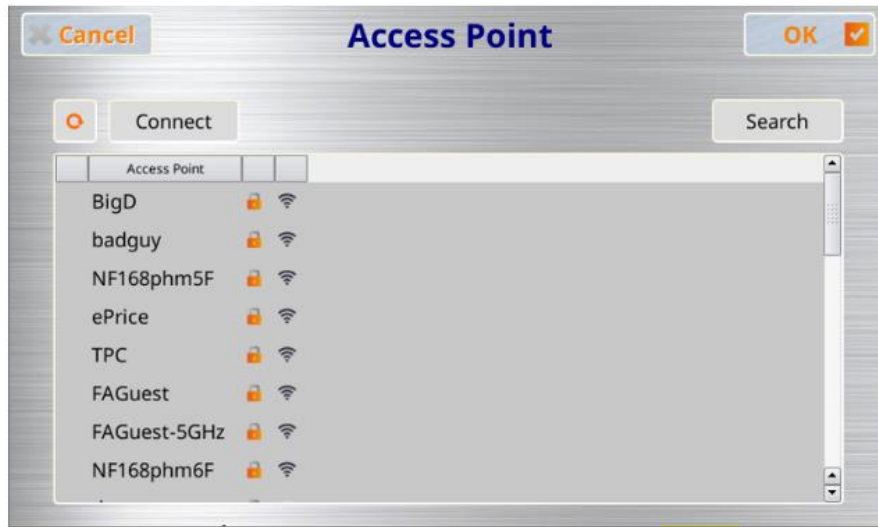 Cancel
Access Point
OK
Connect
Search
Access Point
BigD
badguy
NF168phm5F
ePrice
TPC
FAGuest
FAGuest-5GHz
NF168phm6F